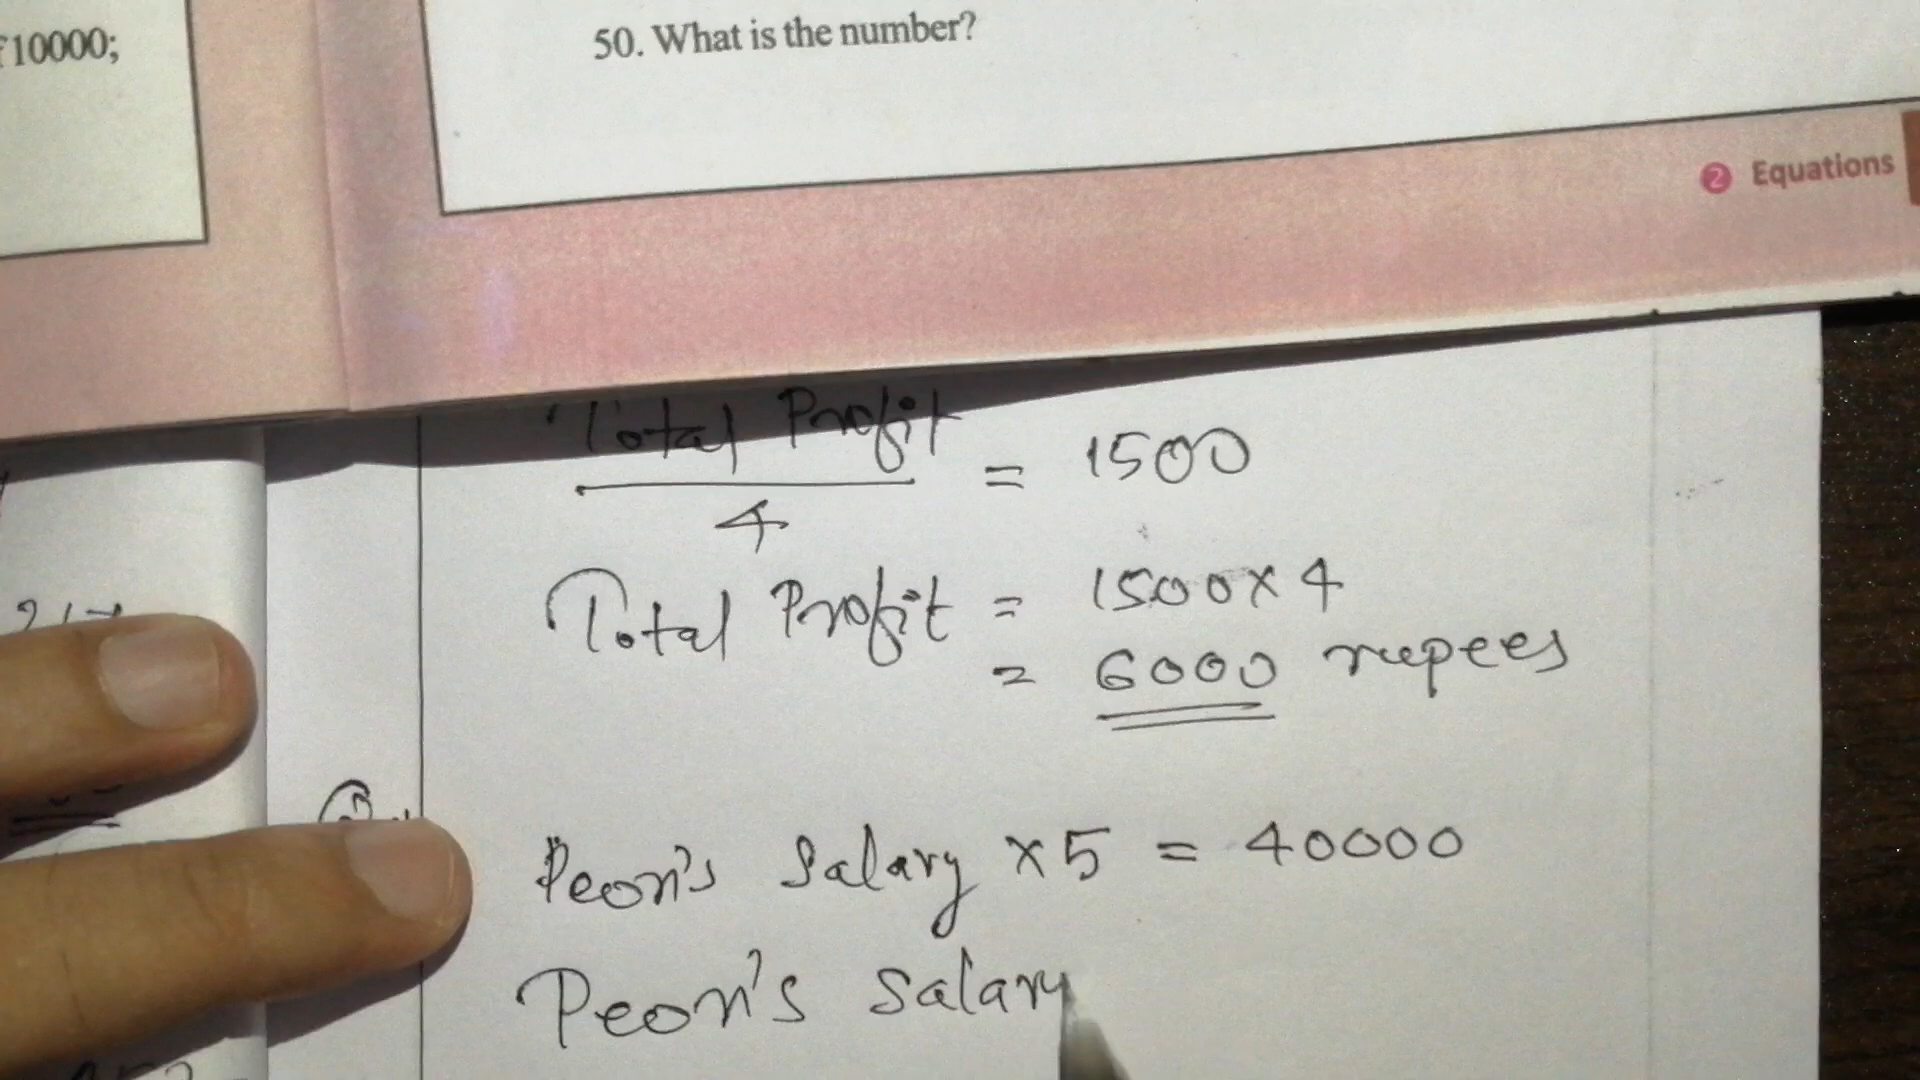 ₹10000;
50. What is the number?
2 Equations
Total Profit
4
= 1500
Total Profit = 1500 x 4
= 6000 rupees
Peon's Salary x 5 = 40000
Peon's Salary